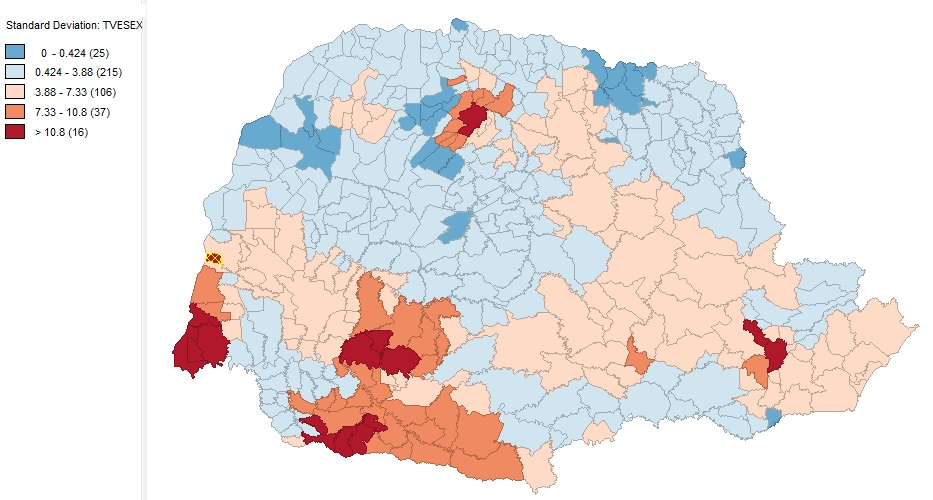 Standard Deviation: TVESEX
0 - 0.424 (25)
0.424 - 3.88 (215)
3.88 - 7.33 (106)
7.33 - 10.8 (37)
> 10.8 (16)